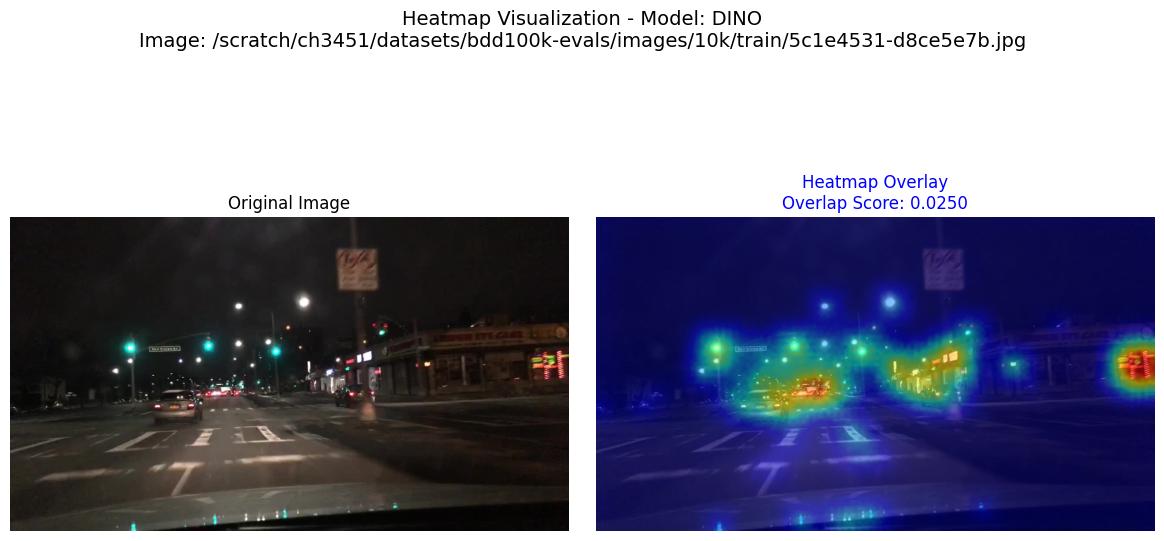 Heatmap Visualization - Model: DINO
Image: /scratch/ch3451/datasets/bdd100k-evals/images/10k/train/5c1e4531-d8ce5e7b.jpg
Original Image
Heatmap Overlay
Overlap Score: 0.0250